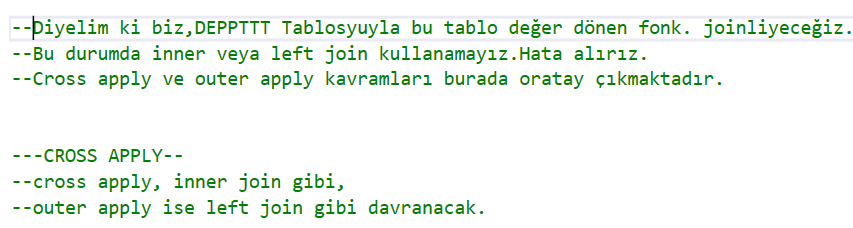 --Diyelim ki biz,DEPPTTT Tablosyuyla bu tablo değer dönen fonk. joinliyeceğiz.
--Bu durumda inner veya left join kullanamayız.Hata alırız.
--Cross apply ve outer apply kavramları burada oratay çıkmaktadır.
---CROSS APPLY--
--cross apply, inner join gibi,
--outer apply ise left join gibi davranacak.